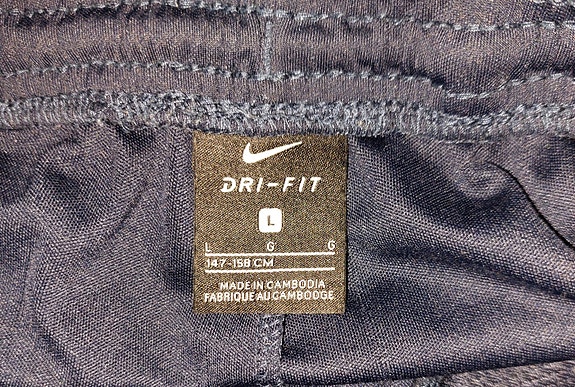 DRI-FIT
L
L G G
147-158 CM
MADE IN CAMBODIA
FABRIQUE AU CAMBODGE